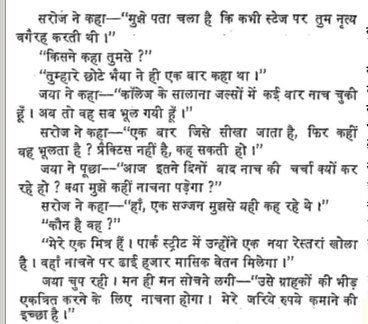 सरोज ने कहा—“मुझे पता चला है कि कभी स्टेज पर तुम नृत्य
वगैरह करती थी।”
“किसने कहा तुमसे ?”
“तुम्हारे छोटे भैया ने ही एक बार कहा था।”
जया ने कहा—“कॉलेज के सालाना जल्सों में कई बार नाच चुकी
हूँ। अब तो वह सब भूल गयी हूँ।”
सरोज ने कहा—“एक बार जिसे सीखा जाता है, फिर कहीं
वह भूलता है ? प्रैक्टिस नहीं है, कह सकती हो।”
जया ने पूछा—“आज इतने दिनों बाद नाच की चर्चा क्यों कर
रहे हो ? क्या मुझे कहीं नाचना पड़ेगा ?”
सरोज ने कहा—“हाँ, एक सज्जन मुझसे यही कह रहे थे।”
“कौन है वह ?”
“मेरे एक मित्र हैं। पार्क स्ट्रीट में उन्होंने एक नया रेस्तराँ खोला
है। वहाँ नाचने पर ढाई हजार मासिक वेतन मिलेगा।”
जया चुप रही। मन ही मन सोचने लगी—“उसे ग्राहकों की भीड़
एकत्रित करने के लिए नाचना होगा। मेरे जरिये रुपये कमाने की
इच्छा है।”